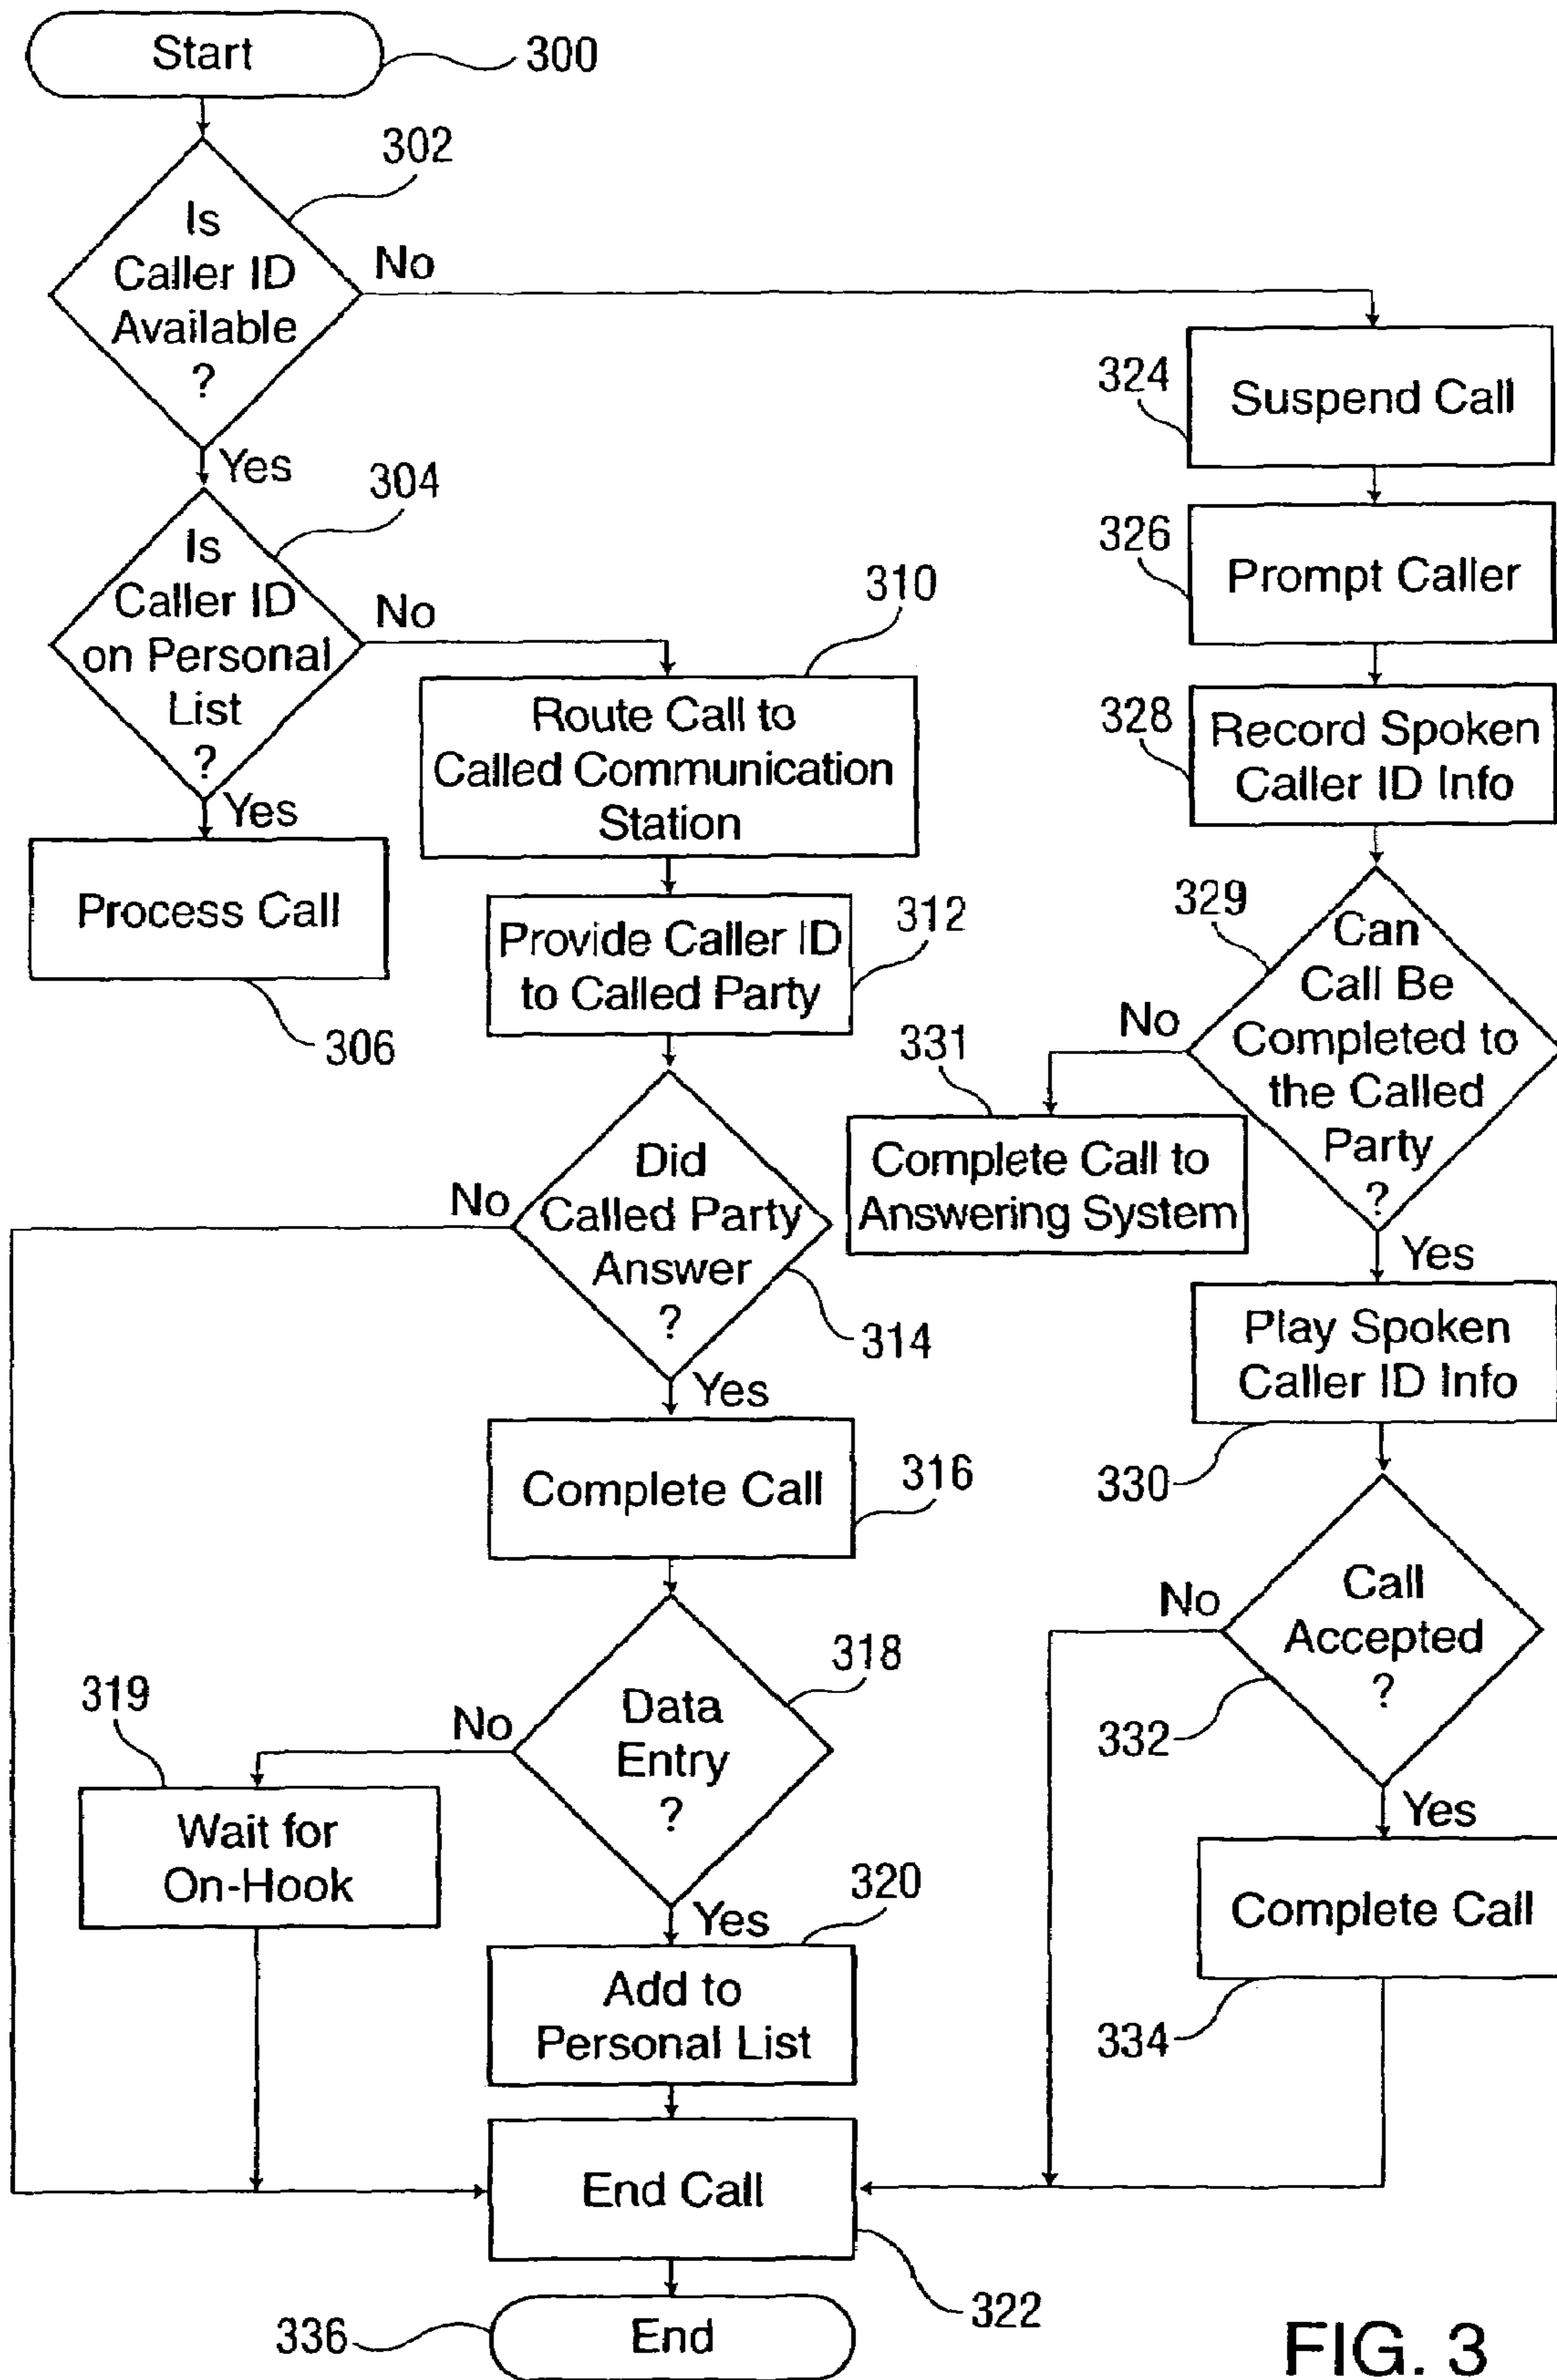 Start
300
302
Is
Caller ID
Available
?
No
Yes
304
Is
Caller ID
on Personal
List
?
No
Yes
Process Call
306
310
Route Call to
Called Communication
Station
312
Provide Caller ID
to Called Party
Did
Called Party
Answer
?
314
No
Yes
Complete Call
316
318
Data
Entry
?
No
319
Wait for
On-Hook
Yes
320
Add to
Personal List
End Call
322
336
End
324
Suspend Call
326
Prompt Caller
328
Record Spoken
Caller ID Info
329
Can
Call Be
Completed to
the Called
Party
?
No
331
Complete Call to
Answering System
Yes
Play Spoken
Caller ID Info
330
Call
Accepted
?
332
No
Yes
Complete Call
334
FIG. 3